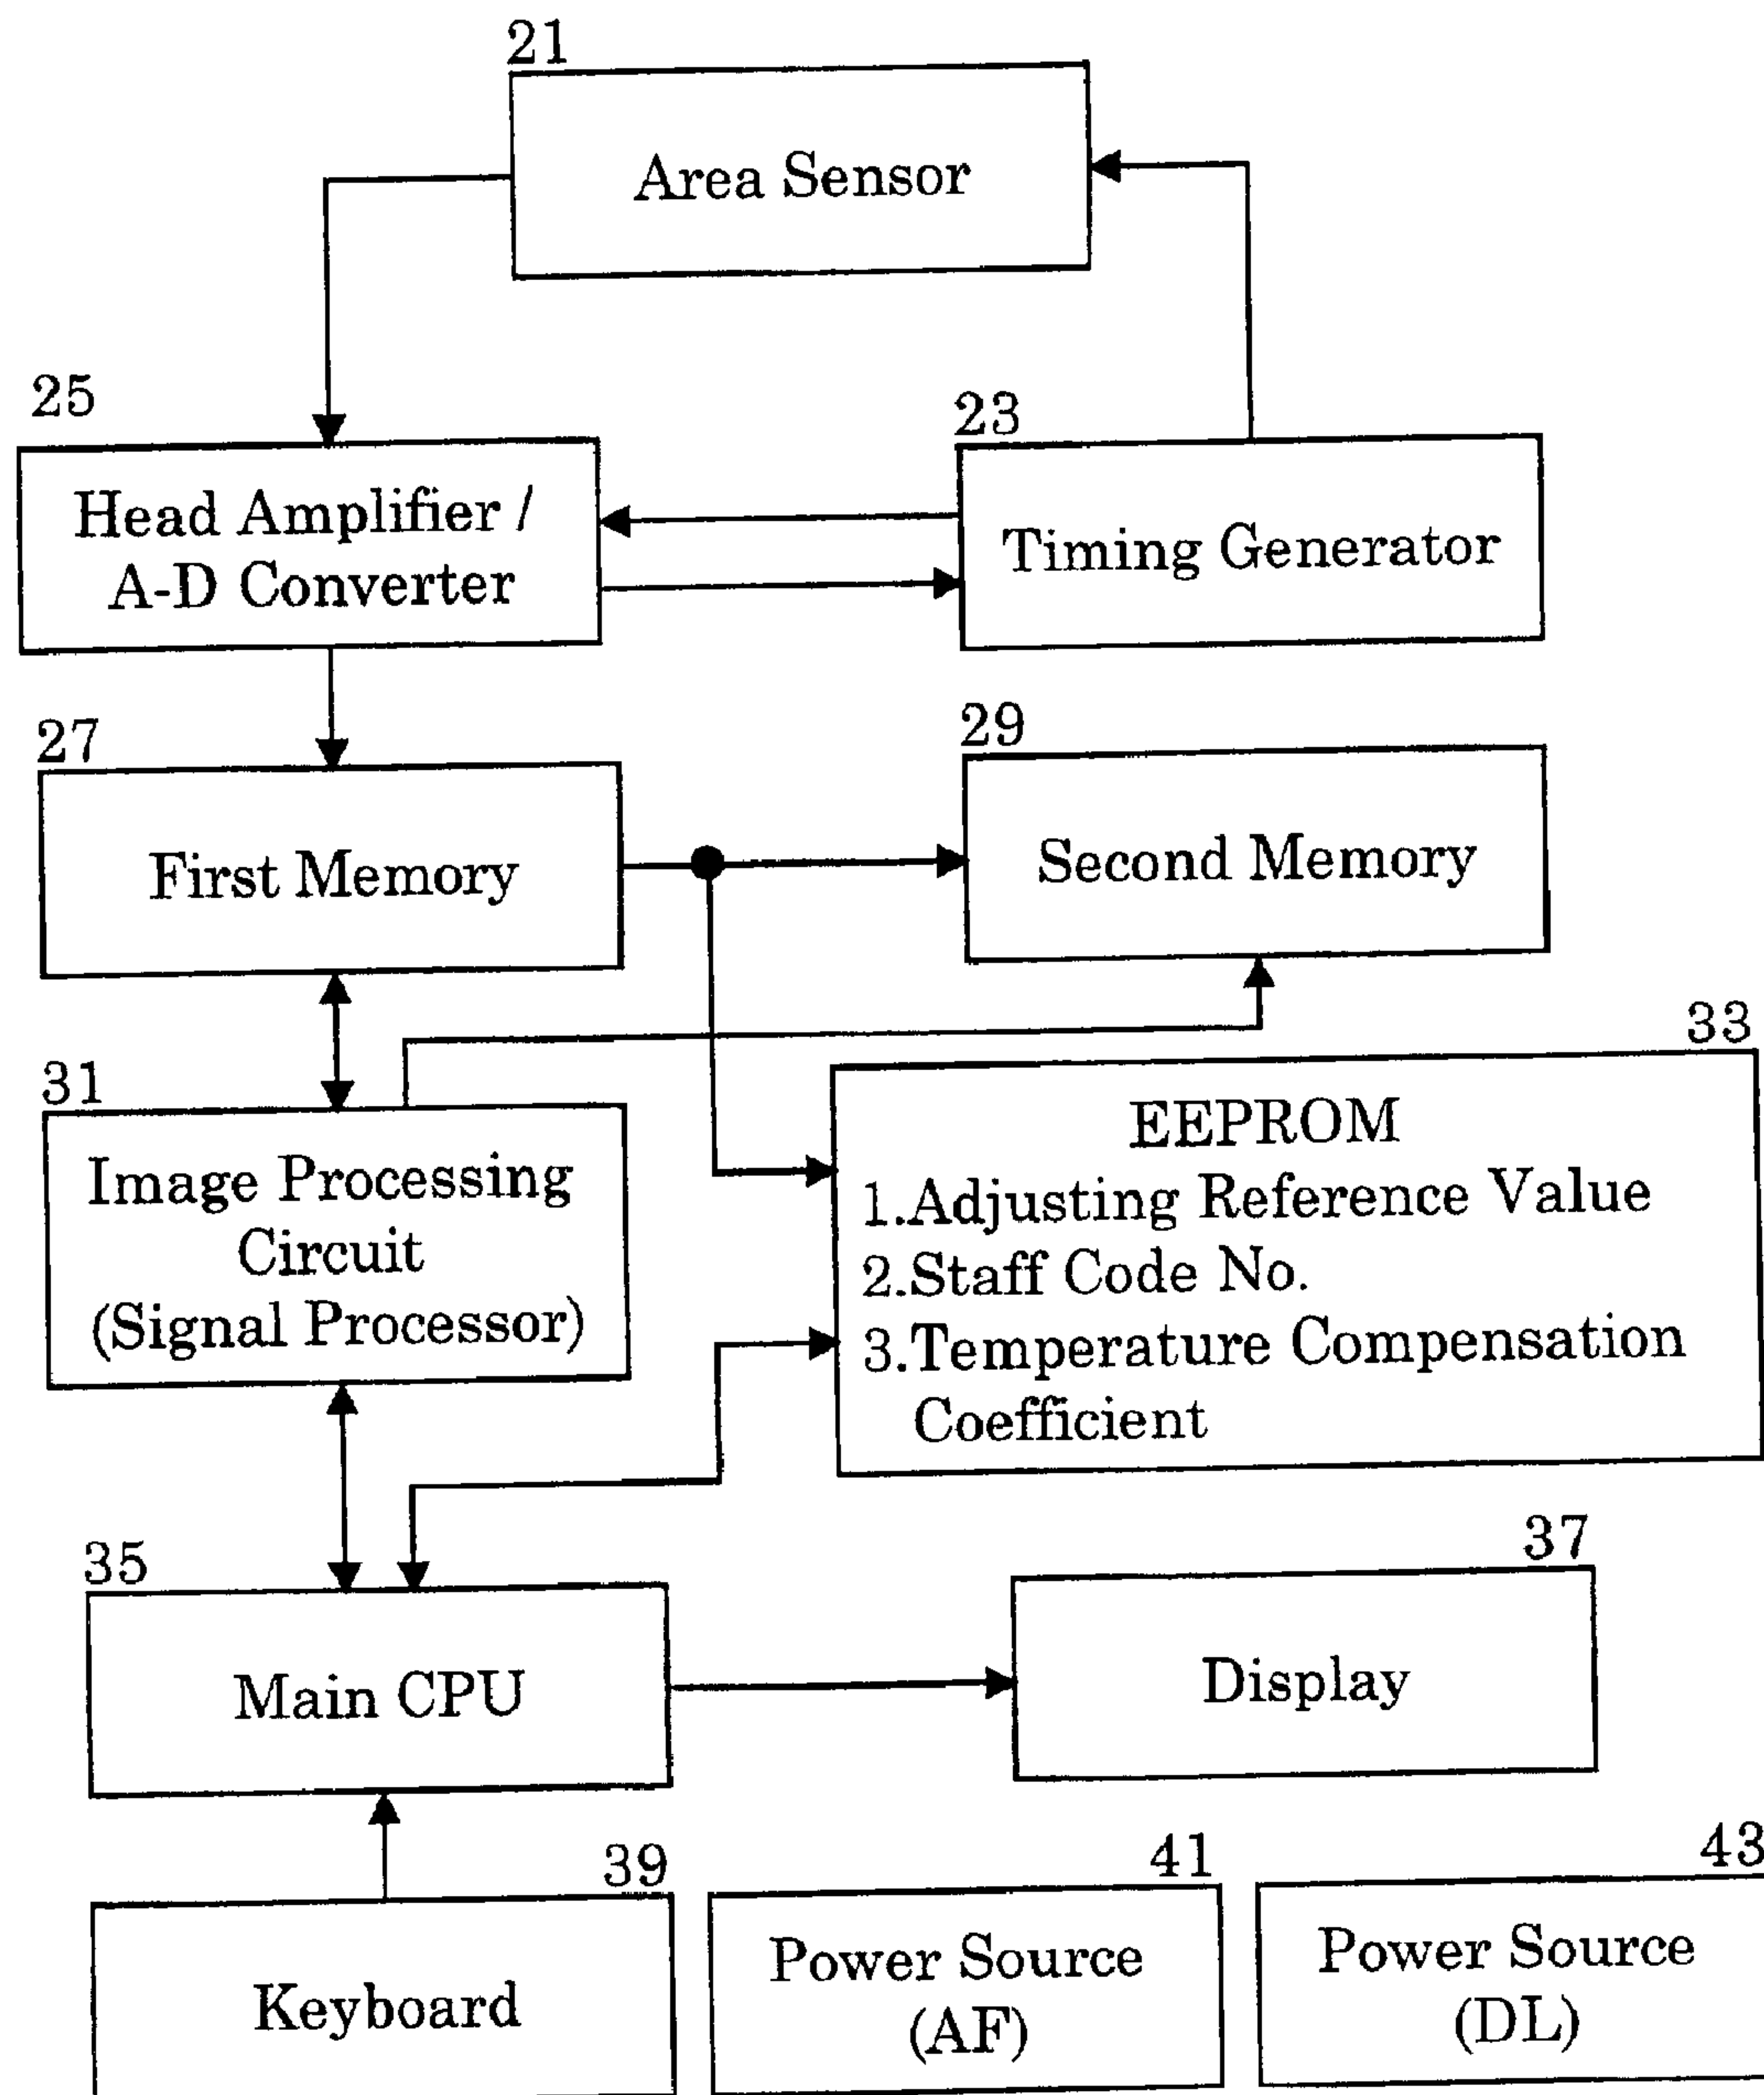 21
Area Sensor
25
Head Amplifier /
A-D Converter
23
Timing Generator
27
First Memory
29
Second Memory
31
Image Processing
Circuit
(Signal Processor)
33
EEPROM
1.Adjusting Reference Value
2.Staff Code No.
3.Temperature Compensation
Coefficient
35
Main CPU
37
Display
39
Keyboard
41
Power Source
(AF)
43
Power Source
(DL)